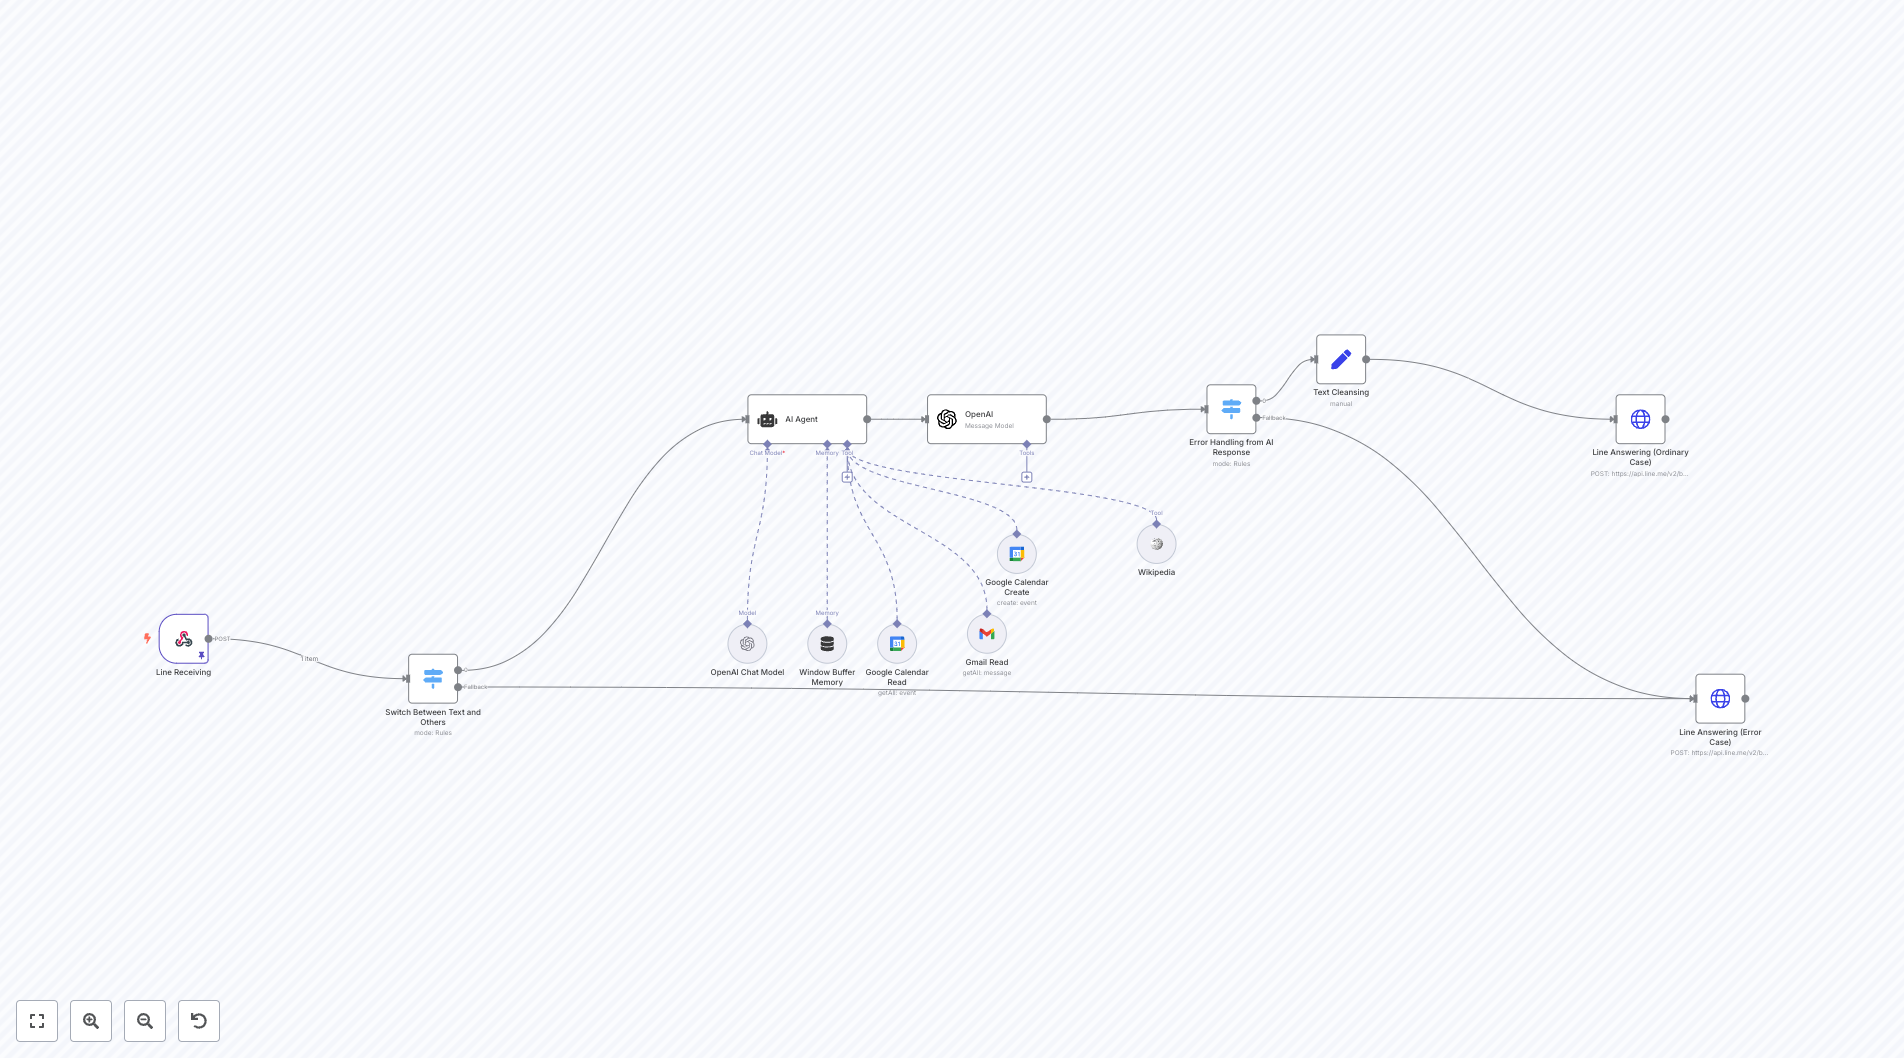 Text Cleansing
manual
AI Agent
Chat Model*
Memory
Tool
OpenAI
Message Model
Tools
0
Fallback
Error Handling from AI
Response
mode: Rules
Line Answering (Ordinary
Case)
POST: https://api.line.me/v2/b...
Tool
Wikipedia
31
Google Calendar
Create
create: event
POST
1 item
Line Receiving
Model
OpenAI Chat Model
Memory
Window Buffer
Memory
31
Google Calendar
Read
getAll: event
Gmail Read
getAll: message
0
Fallback
Switch Between Text and
Others
mode: Rules
Line Answering (Error
Case)
POST: https://api.line.me/v2/b...